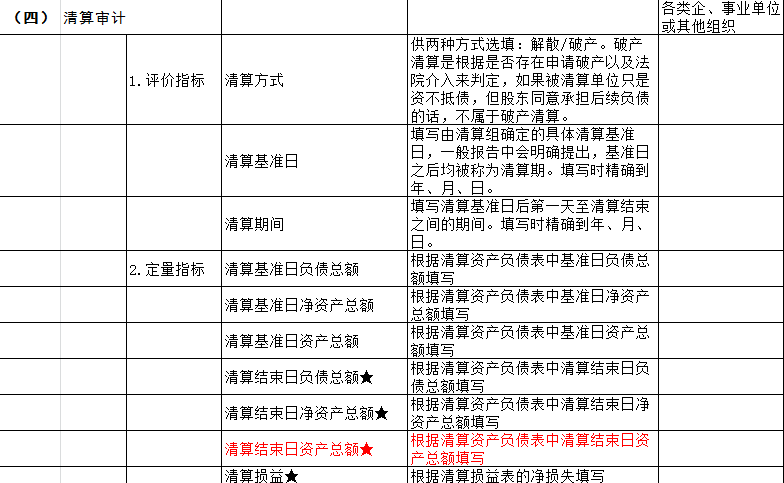 各类企、事业单位
或其他组织
（四） 清算审计
1.评价指标 清算方式
供两种方式选填：解散/破产。破产
清算是根据是否存在申请破产以及法
院介入来判定，如果被清算单位只是
资不抵债，但股东同意承担后续负债
的话，不属于破产清算。
清算基准日
填写由清算组确定的具体清算基准
日，一般报告中会明确提出，基准日
之后均被称为清算期。填写时精确到
年、月、日。
清算期间
填写清算基准日后第一天至清算结束
之间的期间。填写时精确到年、月、
日。
2.定量指标 清算基准日负债总额
根据清算资产负债表中基准日负债总
额填写
清算基准日净资产总额
根据清算资产负债表中基准日净资产
总额填写
清算基准日资产总额
根据清算资产负债表中基准日资产总
额填写
清算结束日负债总额★
根据清算资产负债表中清算结束日负
债总额填写
清算结束日净资产总额★
根据清算资产负债表中清算结束日净
资产总额填写
清算结束日资产总额★
根据清算资产负债表中清算结束日资
产总额填写
清算损益★
根据清算损益表的净损失填写